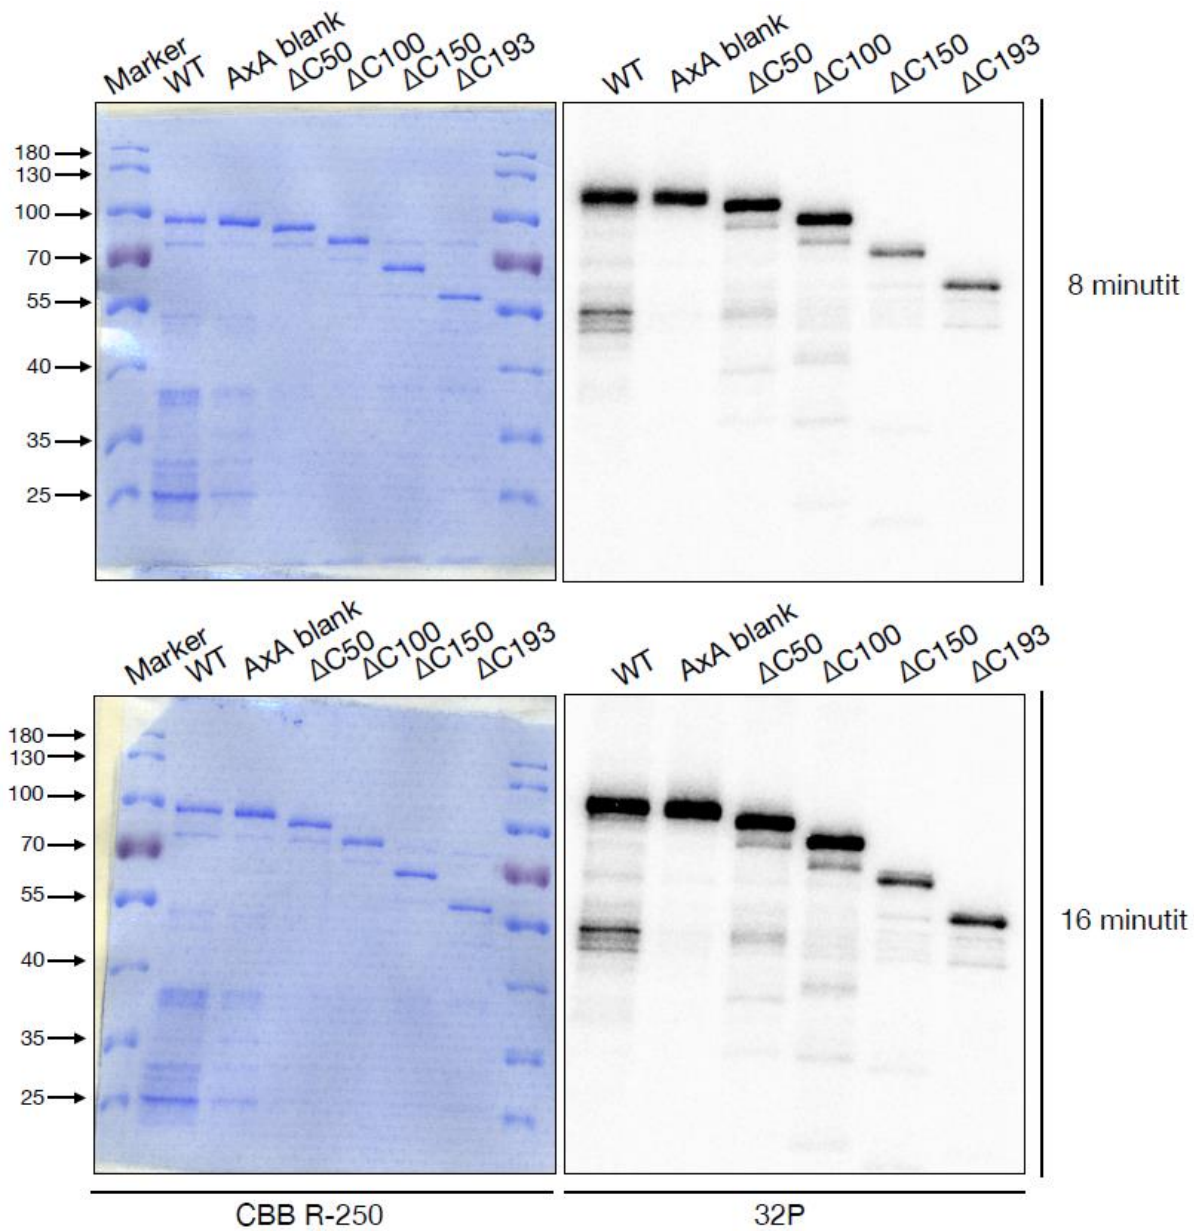 Marker WT AxA blank ΔC50 ΔC100 ΔC150 ΔC193
WT AxA blank ΔC50 ΔC100 ΔC150 ΔC193
180
130
100
70
55
40
35
25
8 minutit
Marker WT AxA blank ΔC50 ΔC100 ΔC150 ΔC193
WT AxA blank ΔC50 ΔC100 ΔC150 ΔC193
180
130
100
70
55
40
35
25
16 minutit
CBB R-250
32P